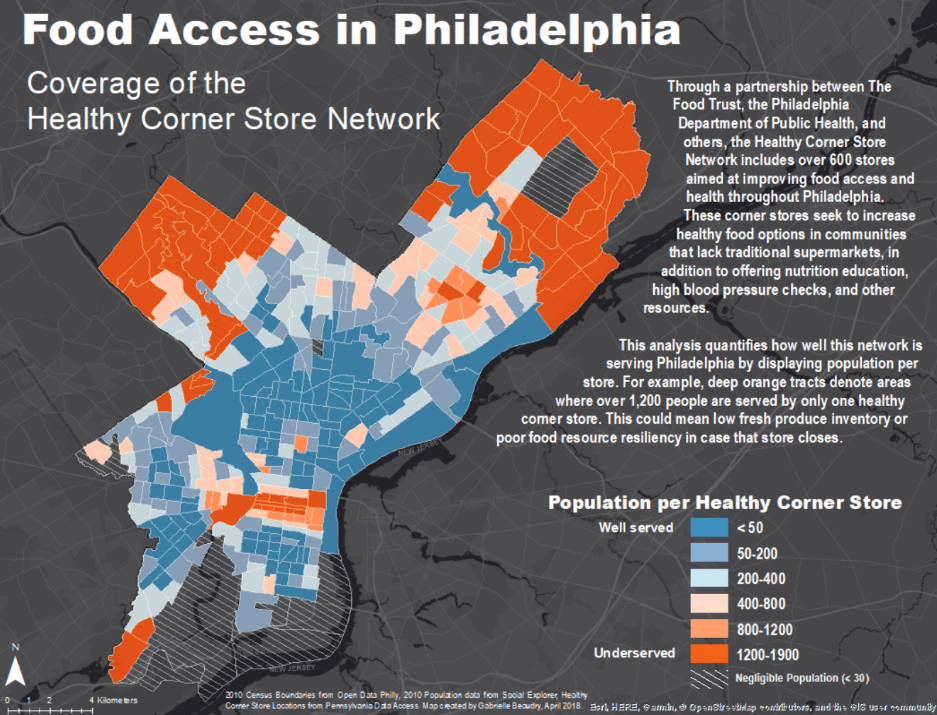 Food Access in Philadelphia
Coverage of the
Healthy Corner Store Network
Through a partnership between The
Food Trust, the Philadelphia
Department of Public Health, and
others, the Healthy Corner Store
Network includes over 600 stores
aimed at improving food access and
health throughout Philadelphia.
These corner stores seek to increase
healthy food options in communities
that lack traditional supermarkets, in
addition to offering nutrition education,
high blood pressure checks, and other
resources.
This analysis quantifies how well this network is
serving Philadelphia by displaying population per
store. For example, deep orange tracts denote areas
where over 1,200 people are served by only one healthy
corner store. This could mean low fresh produce inventory or
poor food resource resiliency in case that store closes.
NEW JERSEY
Population per Healthy Corner Store
Well served < 50
50-200
200-400
400-800
800-1200
Underserved 1200-1900
Negligible Population (< 30)
NEW JERSEY
N
0 1 2 4 Kilometers
2010 Census Boundaries from Open Data Philly, 2010 Population data from Social Explorer, Healthy
Corner Store Locations from Pennsylvania Data Access. Map created by Gabrielle Beaudry, April 2018.
Esri, HERE, Garmin, © OpenStreetMap contributors, and the GIS user community